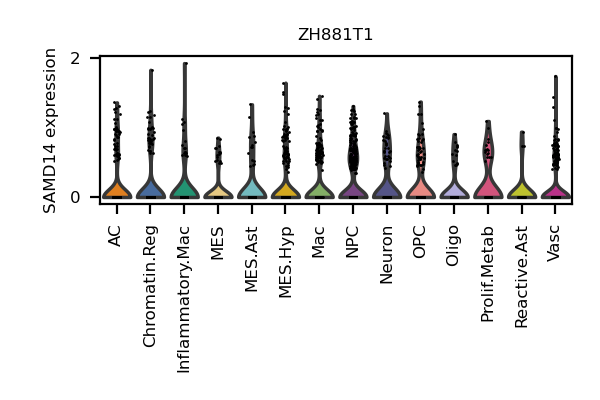 ZH881T1
SAMD14 expression
2
0
AC
Chromatin.Reg
Inflammatory.Mac
MES
MES.Ast
MES.Hyp
Mac
NPC
Neuron
OPC
Oligo
Prolif.Metab
Reactive.Ast
Vasc